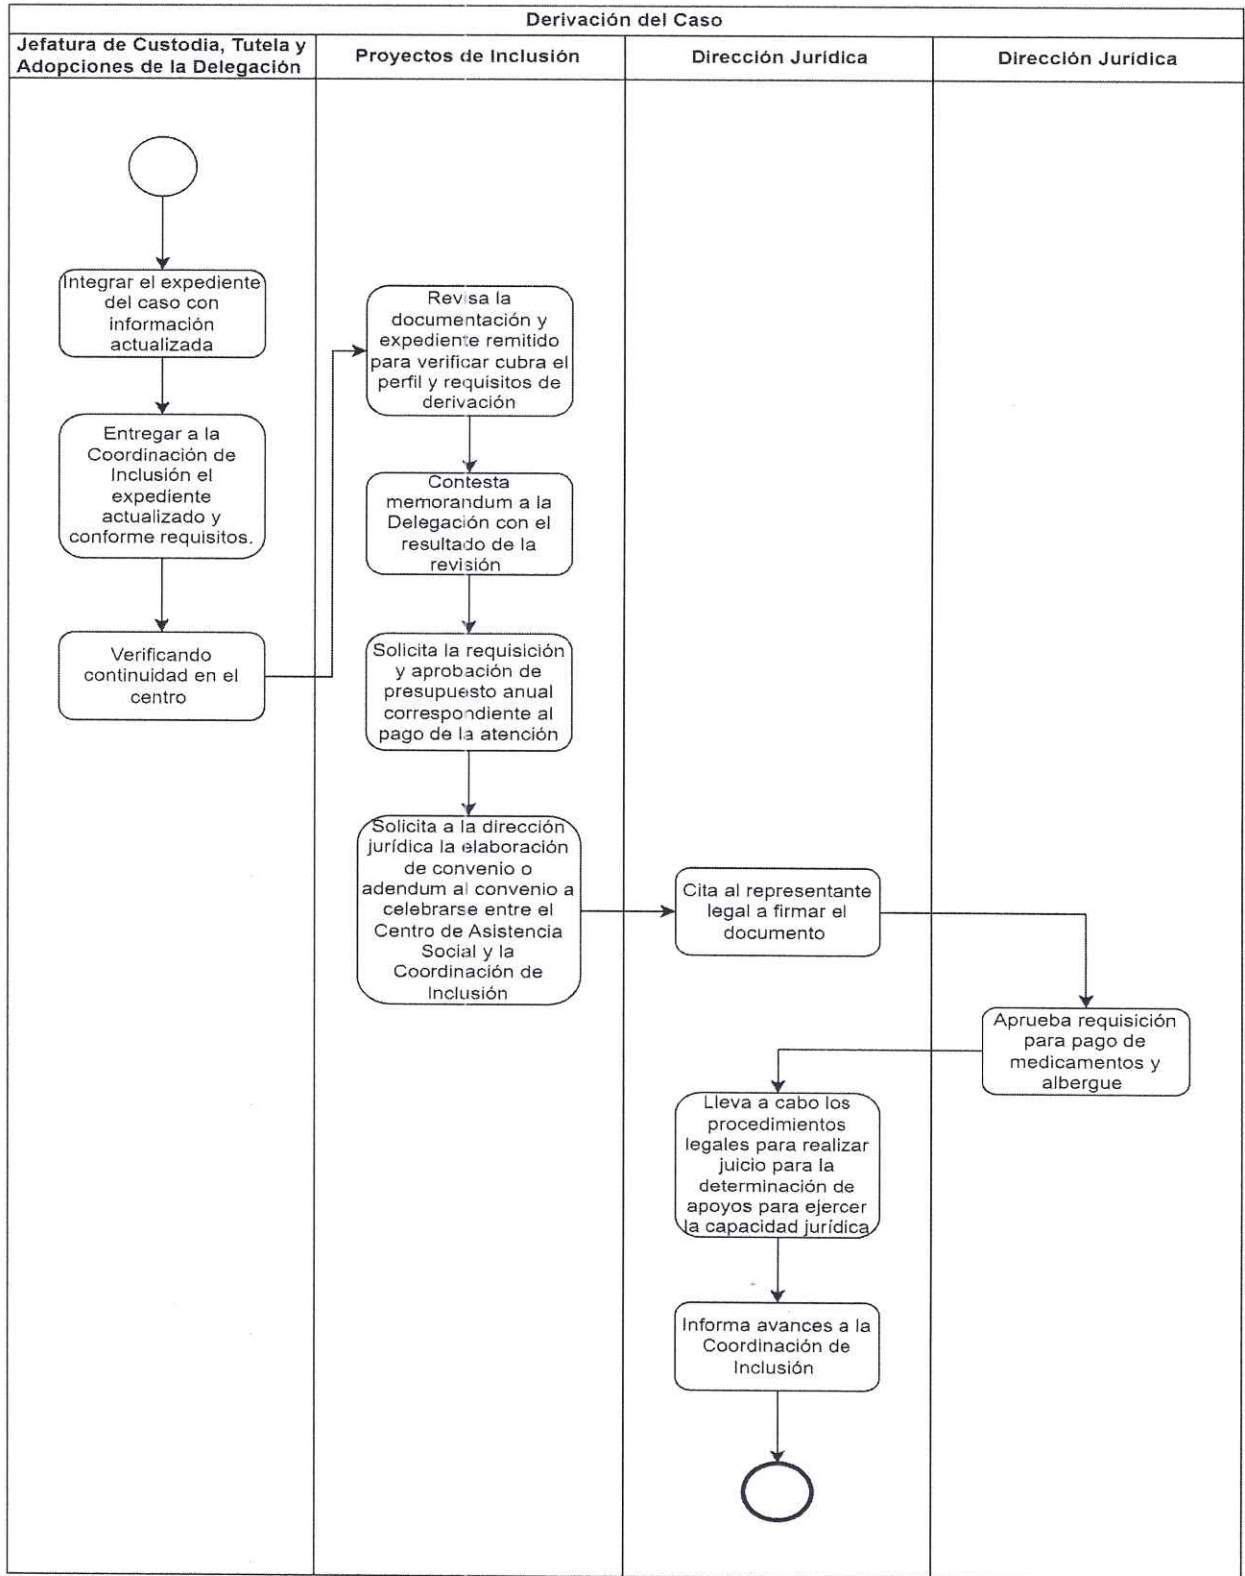 Derivación del Caso
Jefatura de Custodia, Tutela y
Adopciones de la Delegación
Proyectos de Inclusión
Dirección Jurídica
Dirección Jurídica
Integrar el expediente
del caso con
información
actualizada
Entregar a la
Coordinación de
Inclusión el
expediente
actualizado y
conforme requisitos.
Verificando
continuidad en el
centro
Revisa la
documentación y
expediente remitido
para verificar cubra el
perfil y requisitos de
derivación
Contesta
memorandum a la
Delegación con el
resultado de la
revisión
Solicita la requisición
y aprobación de
presupuesto anual
correspondiente al
pago de la atención
Solicita a la dirección
jurídica la elaboración
de convenio o
adendum al convenio a
celebrarse entre el
Centro de Asistencia
Social y la
Coordinación de
Inclusión
Cita al representante
legal a firmar el
documento
Aprueba requisición
para pago de
medicamentos y
albergue
Lleva a cabo los
procedimientos
legales para realizar
juicio para la
determinación de
apoyos para ejercer
la capacidad jurídica
Informa avances a la
Coordinación de
Inclusión